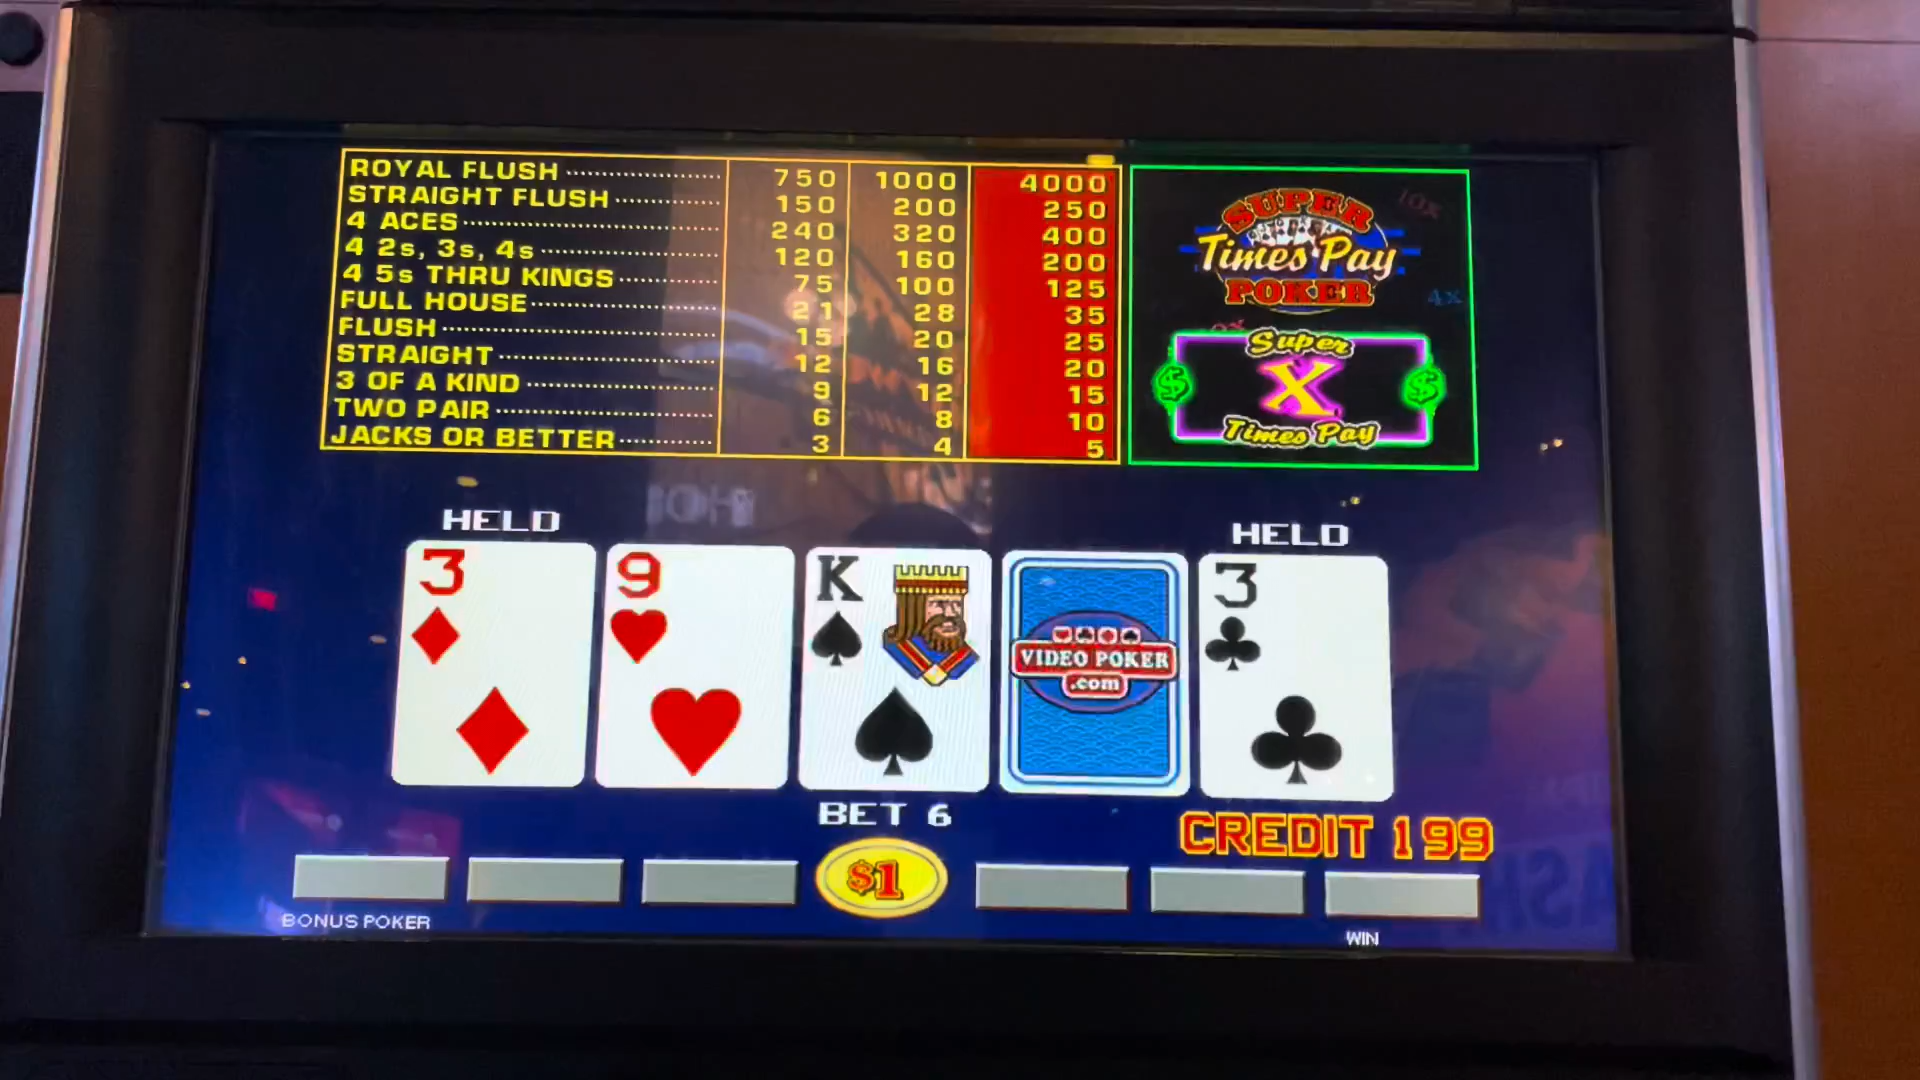 ROYAL FLUSH 750 1000 4000
STRAIGHT FLUSH 150 200 250
4 ACES 240 320 400
4 2s, 3s, 4s 120 160 200
4 5s THRU KINGS 75 100 125
FULL HOUSE 21 28 35
FLUSH 15 20 25
STRAIGHT 12 16 20
3 OF A KIND 9 12 15
TWO PAIR 6 8 10
JACKS OR BETTER 3 4 5
10x
SUPER
Times Pay
POKER
4x
Super
X
$ $
Times Pay
HELD HELD
3 9 K 3
VIDEO POKER
.com
BET 6
CREDIT 199
$1
BONUS POKER
WIN